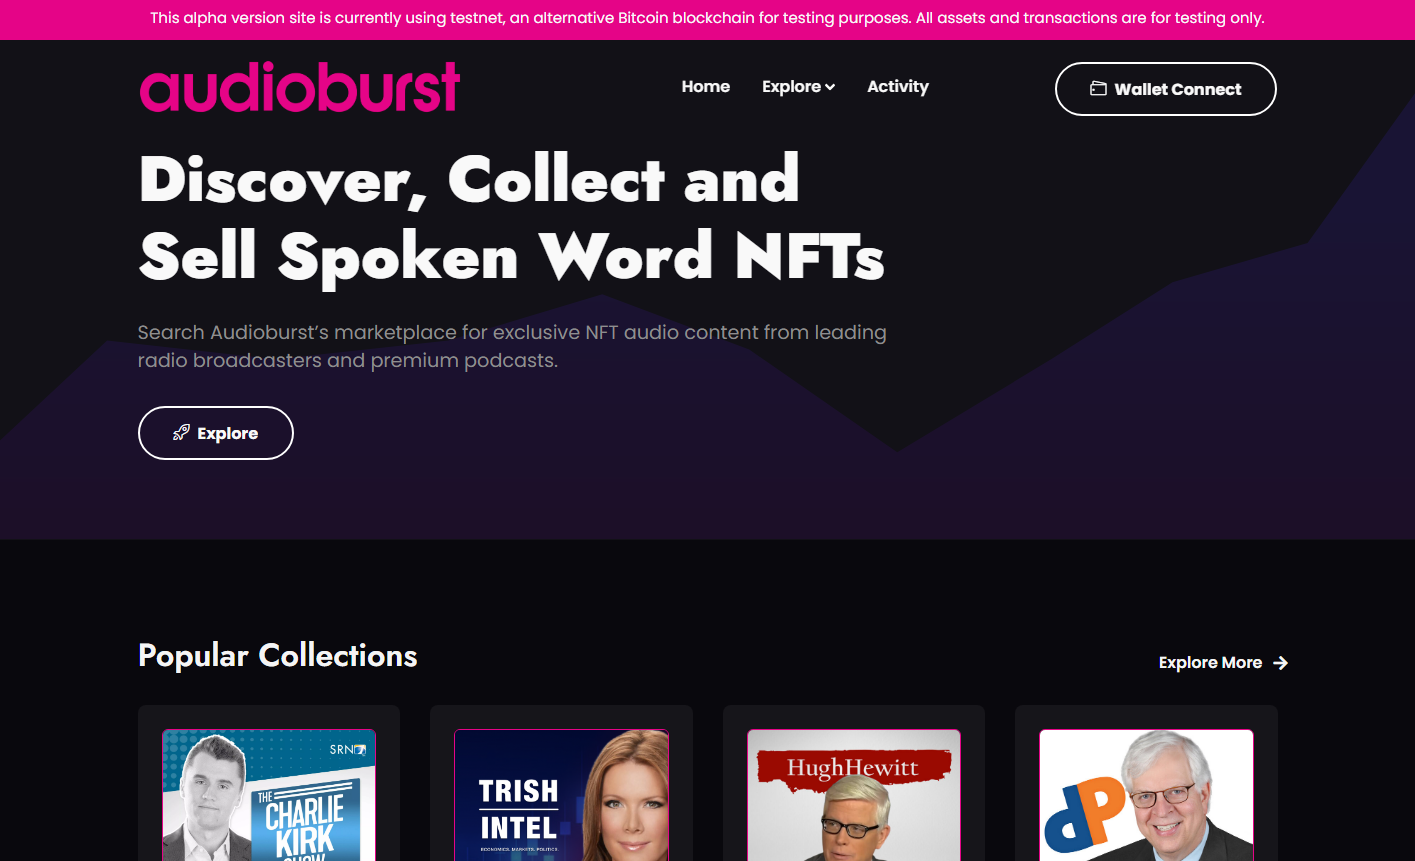 This alpha version site is currently using testnet, an alternative Bitcoin blockchain for testing purposes. All assets and transactions are for testing only.
audioburst
Home
Explore
Activity
Wallet Connect
Discover, Collect and
Sell Spoken Word NFTs
Search Audioburst’s marketplace for exclusive NFT audio content from leading
radio broadcasters and premium podcasts.
Explore
Popular Collections
Explore More
SRN
THE
CHARLIE
KIRK
SHOW
TRISH
INTEL
ECONOMICS. MARKETS. POLITICS
HughHewitt
dP